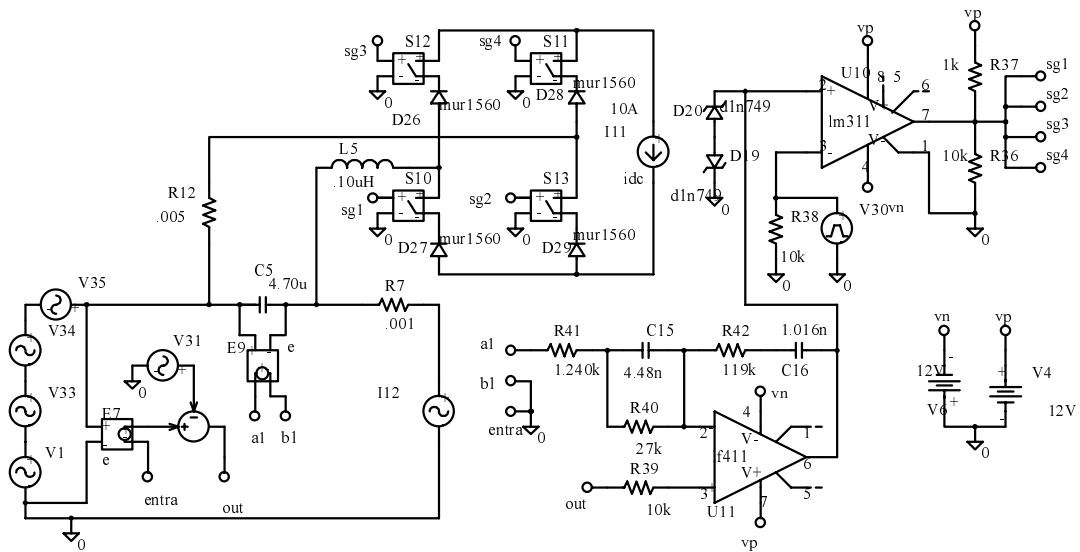 sg3
S12
sg4
S11
+
-
+
-
+
-
+
-
0
0
mur1560
mur1560
D26
D28
10A
I11
idc
L5
.10uH
R12
.005
S10
S13
sg1
sg2
+
-
+
-
+
-
+
-
0
0
mur1560
mur1560
D27
D29
D20
d1n749
D19
d1n749
0
vp
vp
U10
8
5
6
2
+
V+
lm311
7
3
-
V-
1
4
1k
R37
10k
R36
sg1
sg2
sg3
sg4
V30
vn
R38
+
10k
0
0
0
V35
+
V34
+
V33
+
V1
+
C5
4.70u
R7
.001
V31
+
0
E9
e
+
-
E7
e
+
-
+
-
a1
b1
entra
out
I12
0
a1
b1
entra
0
R41
1.240k
C15
4.48n
R42
119k
1.016n
C16
R40
27k
R39
10k
out
vn
4
2
-
V-
1
lf411
6
V+
3
+
5
7
U11
vp
vn
vp
-
12V
V6
+
+
V4
-
12V
0